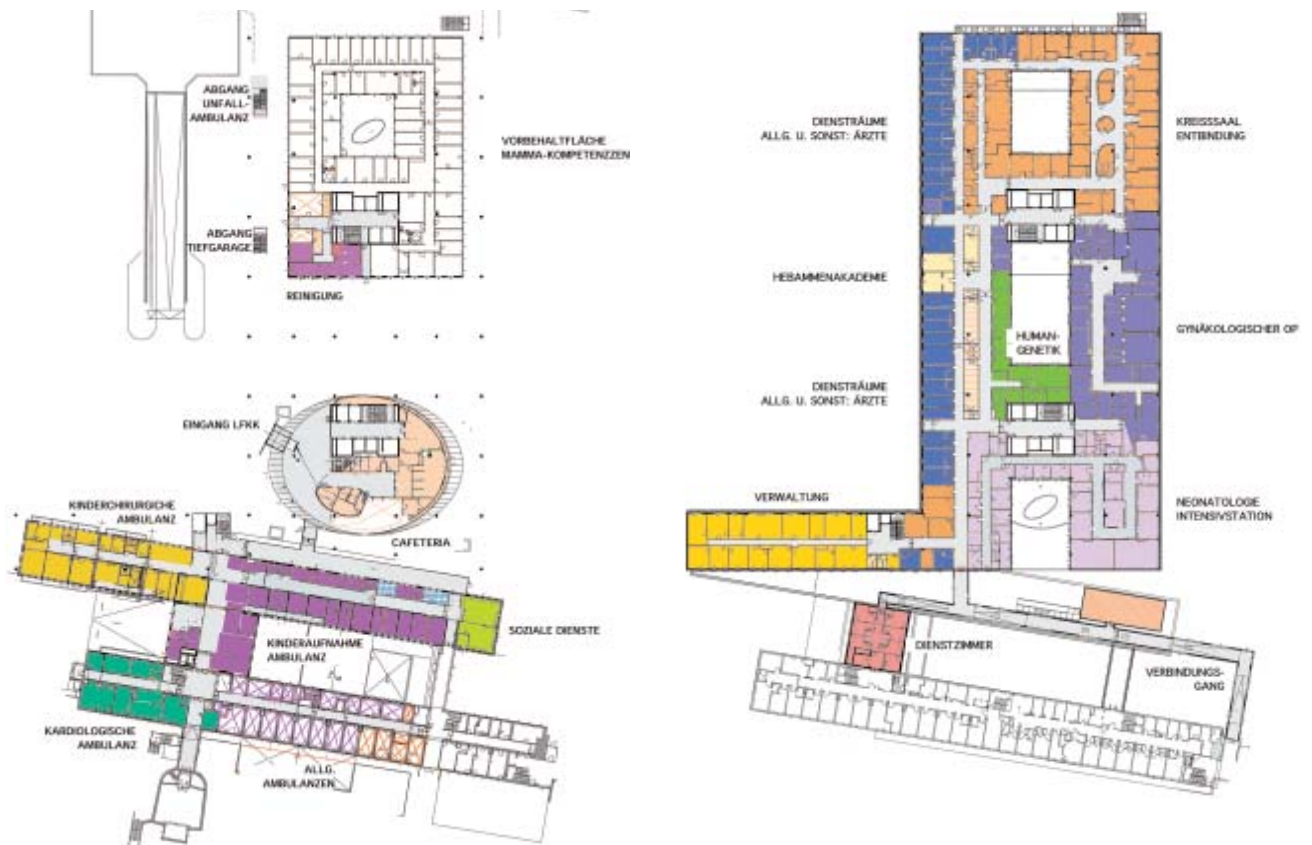 ABGANG
UNFALL-
AMBULANZ
VORBEHALTFLÄCHE
MAMMA-KOMPETENZZEN
ABGANG
TIEFGARAGE
REINIGUNG
EINGANG LFKK
CAFETERIA
KINDERCHIRURGICHE
AMBULANZ
SOZIALE DIENSTE
KINDERAUFNAHME
AMBULANZ
KARDIOLOGISCHE
AMBULANZ
ALLG.
AMBULANZEN
DIENSTRÄUME
ALLG. U. SONST: ÄRZTE
KREISSSAAL
ENTBINDUNG
HEBAMMENAKADEMIE
GYNÄKOLOGISCHER OP
HUMAN-
GENETIK
DIENSTRÄUME
ALLG. U. SONST: ÄRZTE
VERWALTUNG
NEONATOLOGIE
INTENSIVSTATION
DIENSTZIMMER
VERBINDUNGS-
GANG